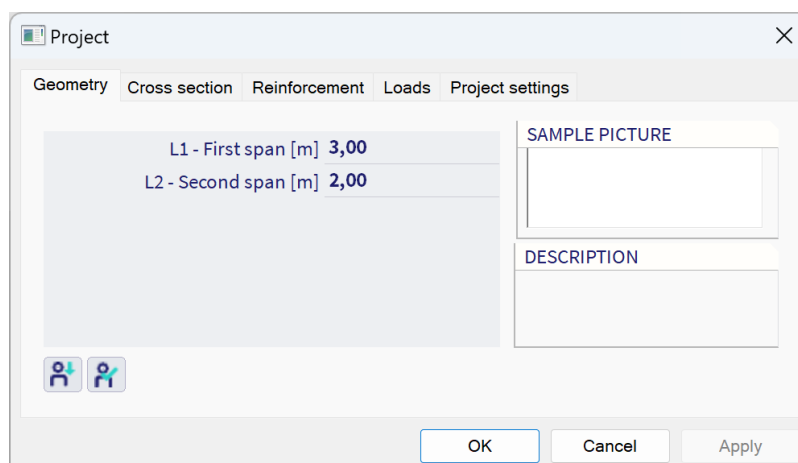 Project
Geometry Cross section Reinforcement Loads Project settings
L1 - First span [m] 3,00
L2 - Second span [m] 2,00
SAMPLE PICTURE
DESCRIPTION
OK Cancel Apply